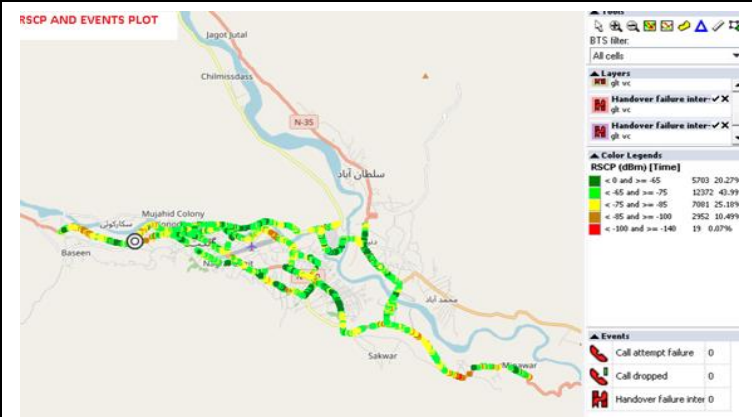 RSCP AND EVENTS PLOT
Jagot Jutal
Chilmissdass
N-35
سلطان آباد
Mujahid Colony
Baseen
محمد آباد
Sakwar
Minawar
Tools
BTS filter:
All cells
Layers
glt vc
Handover failure inter-
glt vc
Handover failure inter-
glt vc
Color Legends
RSCP (dBm) [Time]
< 0 and >= -65 5703 20.27%
< -65 and >= -75 12372 43.99
< -75 and >= -85 7081 25.18%
< -85 and >= -100 2952 10.49%
< -100 and >= -140 19 0.07%
Events
Call attempt failure 0
Call dropped 0
Handover failure inter 0